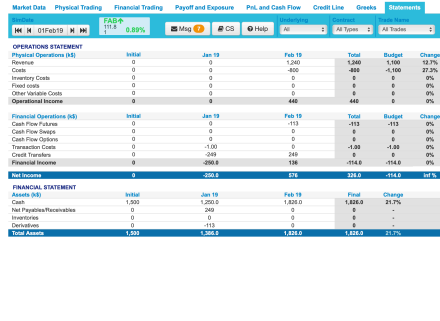 Market Data Physical Trading Financial Trading Payoff and Exposure PnL and Cash Flow Credit Line Greeks Statements
SimDate FAB↑ Underlying Contract Trade Name
01Feb19 111.8 1 0.89% Msg 7 CS Help All All Types All Trades
OPERATIONS STATEMENT
Physical Operations (k$) Initial Jan 19 Feb 19 Total Budget Change
Revenue 0 0 1,240 1,240 1,100 12.7%
Costs 0 0 -800 -800 -1,100 27.3%
Inventory Costs 0 0 0 0 0 0%
Fixed costs 0 0 0 0 0 0%
Other Variable Costs 0 0 0 0 0 0%
Operational Income 0 0 440 440 0 0%
Financial Operations (k$) Initial Jan 19 Feb 19 Total Budget Change
Cash Flow Futures 0 0 -113 -113 -113 0%
Cash Flow Swaps 0 0 0 0 0 0%
Cash Flow Options 0 0 0 0 0 0%
Transaction Costs 0 -1.00 0 -1.00 -1.00 0%
Credit Transfers 0 -249 249 0 0 0%
Financial Income 0 -250.0 136 -114.0 -114.0 0%
Net Income 0 -250.0 576 326.0 -114.0 inf %
FINANCIAL STATEMENT
Assets (k$) Initial Jan 19 Feb 19 Final Change
Cash 1,500 1,250.0 1,826.0 1,826.0 21.7%
Net Payables/Receivables 0 249 0 0 -
Inventories 0 0 0 0 -
Derivatives 0 -113 0 0 -
Total Assets 1,500 1,386.0 1,826.0 1,826.0 21.7%